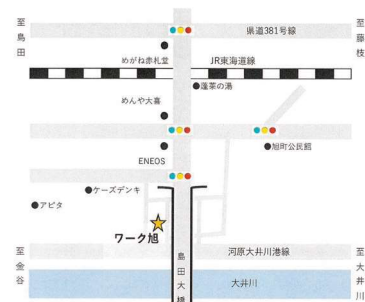 至島田
県道381号線
至藤枝
めがね赤札堂
JR東海道線
蓬莱の湯
めんや大喜
旭町公民館
ENEOS
ケーズデンキ
アピタ
ワーク旭
至金谷
島田大橋
河原大井川港線
大井川
至大井川